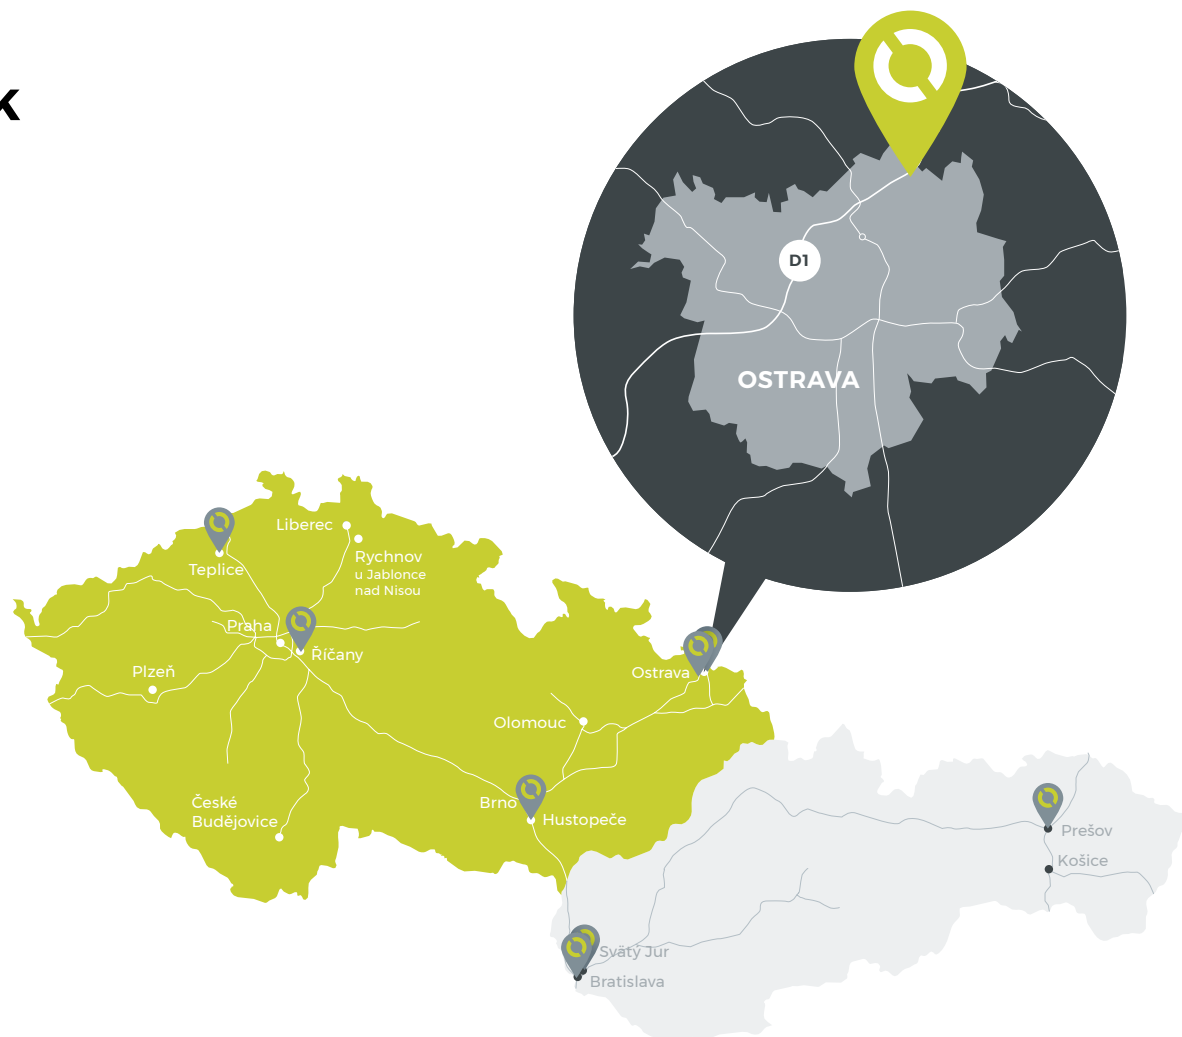 k
D1
OSTRAVA
Liberec
Rychnov
u Jablonce
nad Nisou
Teplice
Praha
Říčany
Plzeň
Ostrava
Olomouc
České
Budějovice
Brno
Hustopeče
Prešov
Košice
Svätý Jur
Bratislava